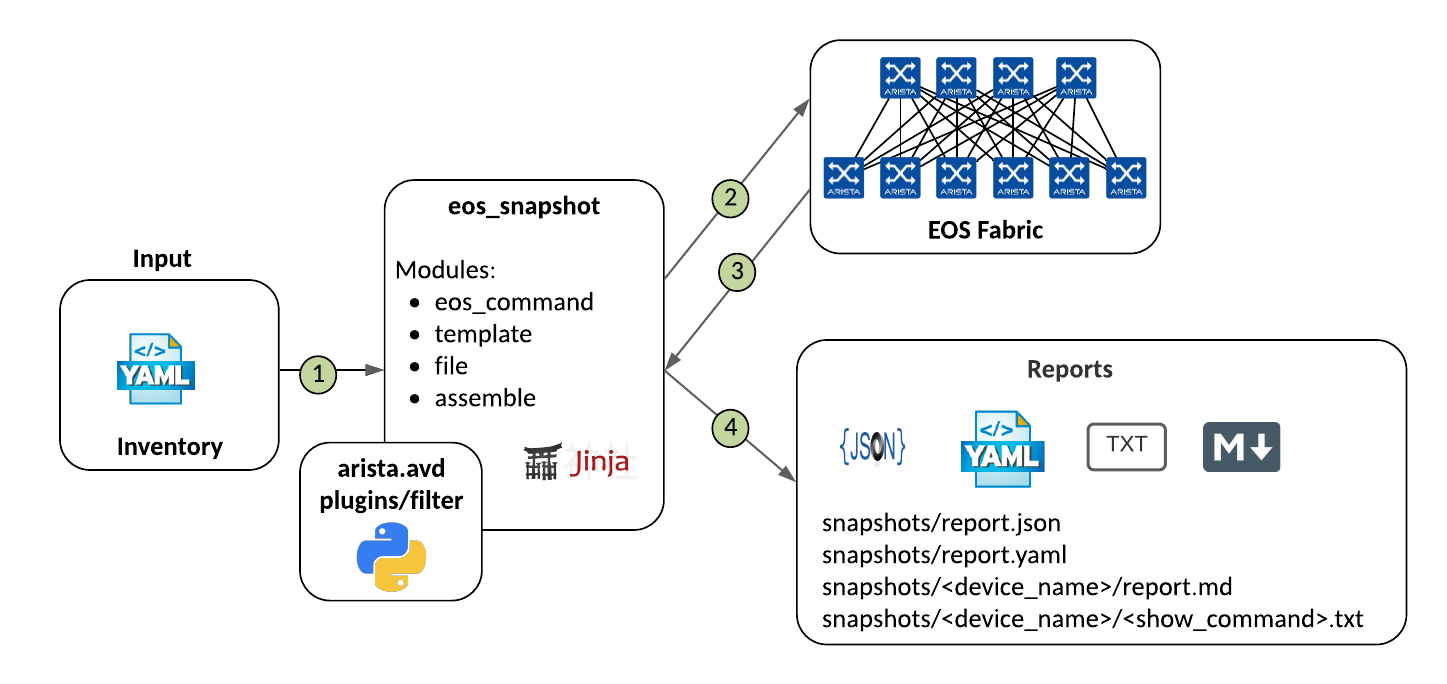 Input
</>
YAML
Inventory
1
eos_snapshot
Modules:
• eos_command
• template
• file
• assemble
Jinja
arista.avd
plugins/filter
2
3
4
ARISTA ARISTA ARISTA ARISTA
ARISTA ARISTA ARISTA ARISTA ARISTA ARISTA
EOS Fabric
Reports
{JSON}
</>
YAML
TXT
M
snapshots/report.json
snapshots/report.yaml
snapshots/<device_name>/report.md
snapshots/<device_name>/<show_command>.txt